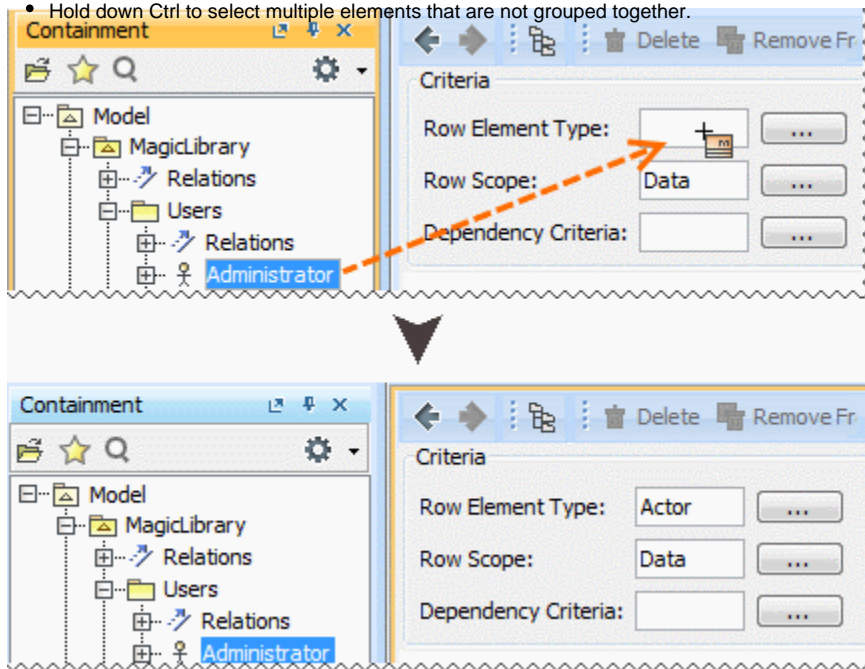 • Hold down Ctrl to select multiple elements that are not grouped together.
Containment
Delete Remove Fr
Criteria
Model
Row Element Type: ...
MagicLibrary
Relations
Row Scope: Data ...
Users
Relations
Dependency Criteria: ...
Administrator
Containment
Delete Remove Fr
Criteria
Model
Row Element Type: Actor ...
MagicLibrary
Relations
Row Scope: Data ...
Users
Relations
Dependency Criteria: ...
Administrator